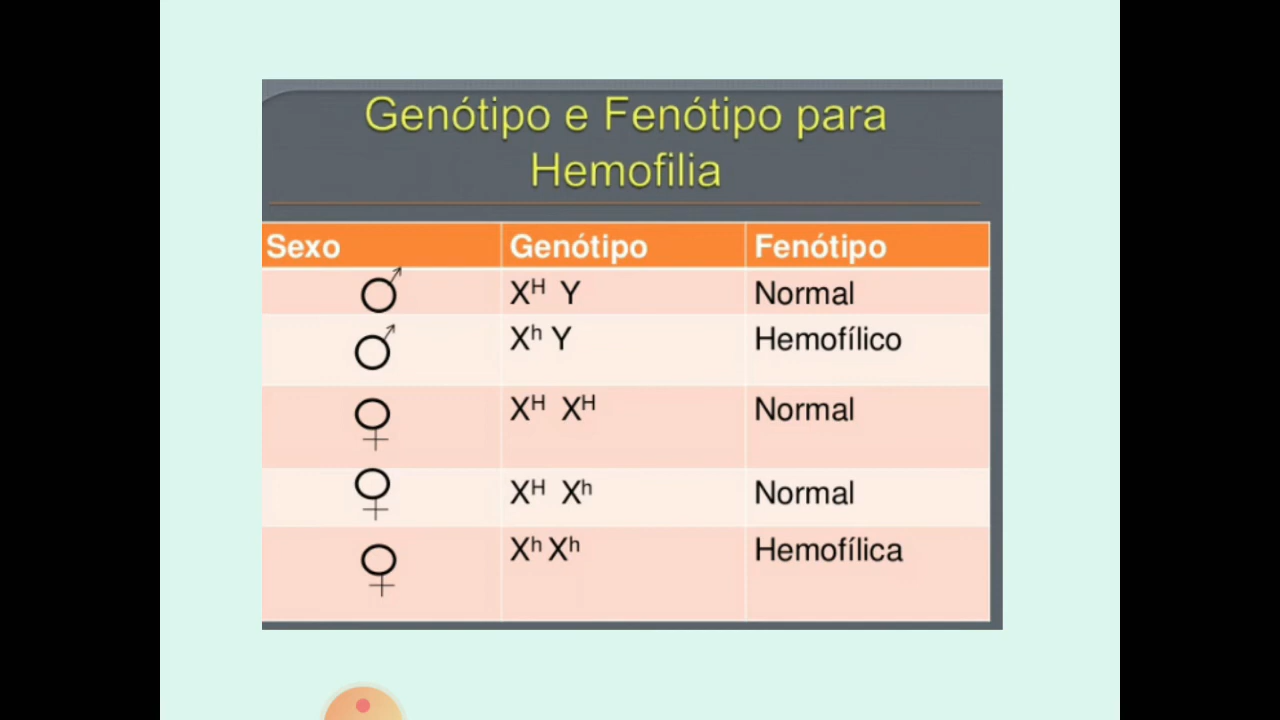 Genótipo e Fenótipo para
Hemofilia
Sexo Genótipo Fenótipo
♂ Xᴴ Y Normal
♂ Xʰ Y Hemofílico
♀ Xᴴ Xᴴ Normal
♀ Xᴴ Xʰ Normal
♀ Xʰ Xʰ Hemofílica